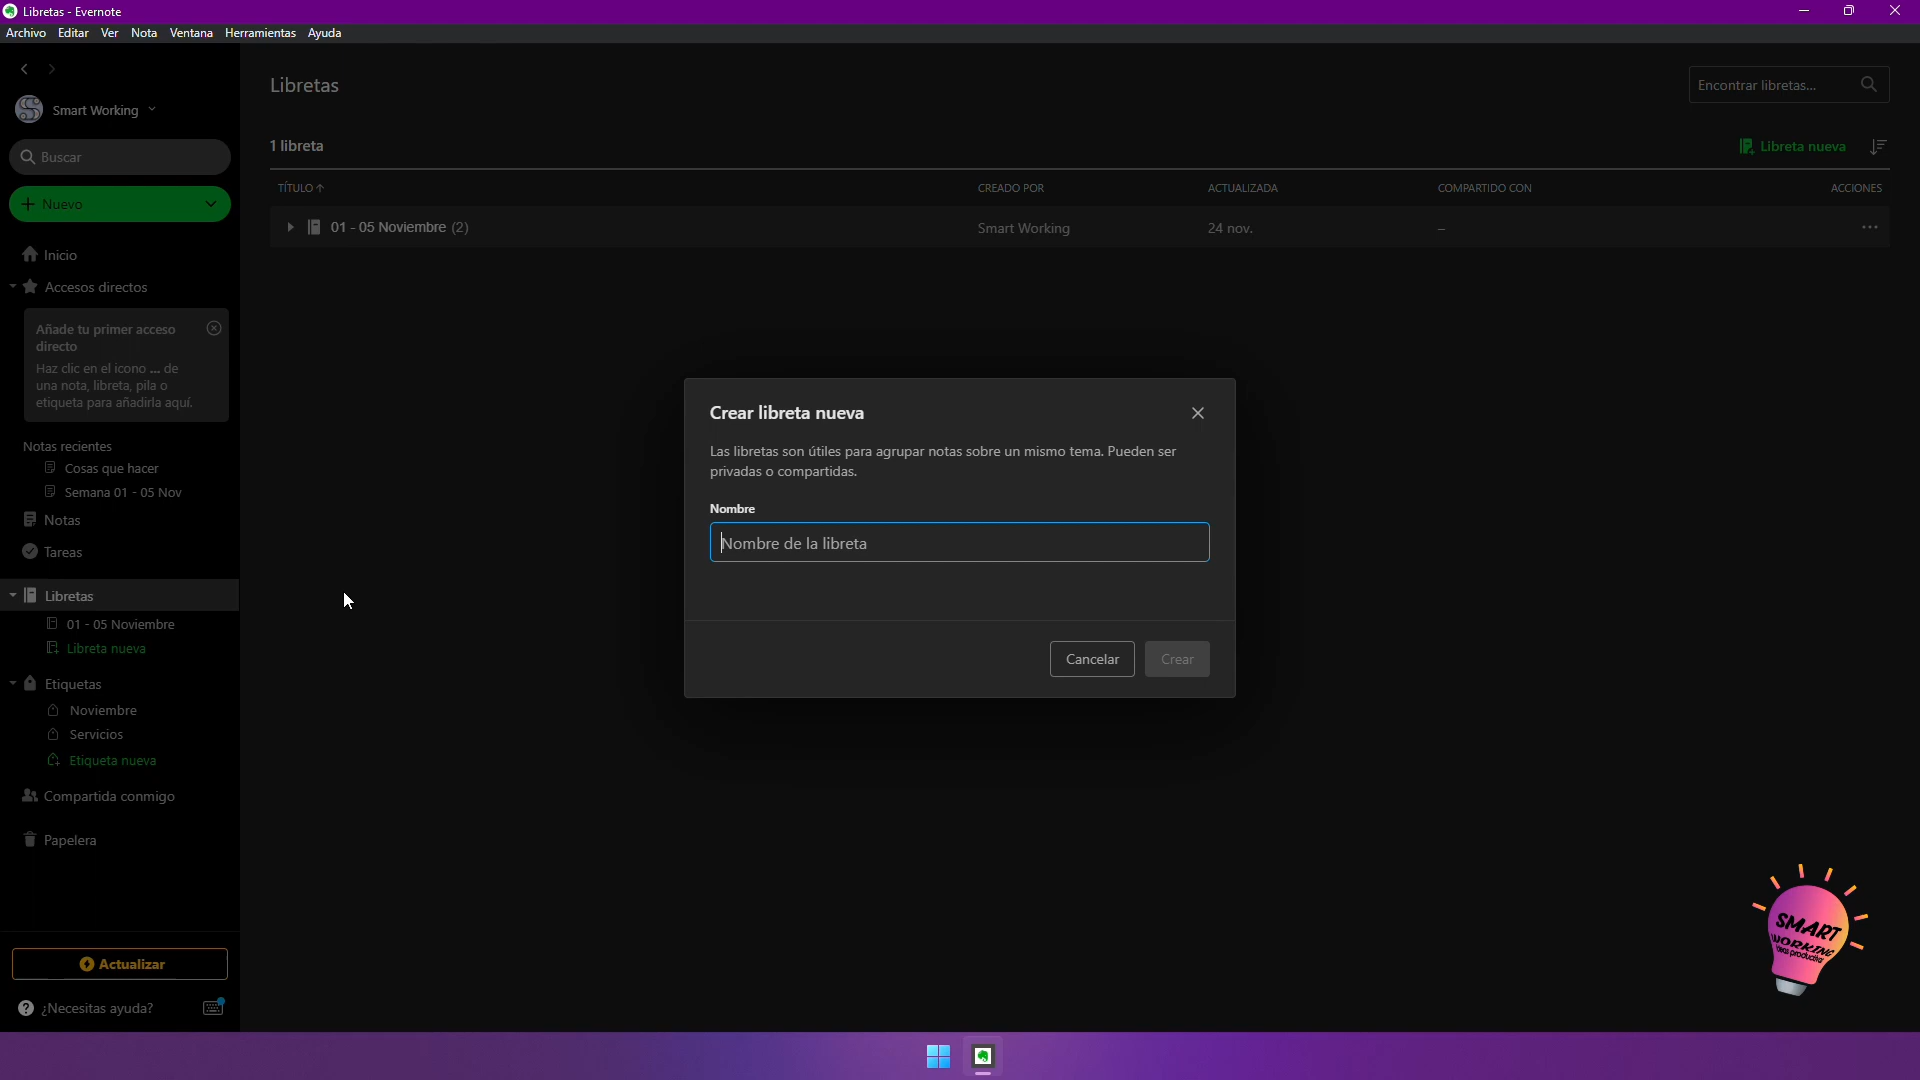 Libretas - Evernote
Archivo Editar Ver Nota Ventana Herramientas Ayuda
Smart Working
Buscar
Nuevo
Inicio
Accesos directos
Añade tu primer acceso
directo
Haz clic en el icono ... de
una nota, libreta, pila o
etiqueta para añadirla aquí.
Notas recientes
Cosas que hacer
Semana 01 - 05 Nov
Notas
Tareas
Libretas
01 - 05 Noviembre
Libreta nueva
Etiquetas
Noviembre
Servicios
Etiqueta nueva
Compartida conmigo
Papelera
Actualizar
¿Necesitas ayuda?
Libretas
Encontrar libretas...
1 libreta
Libreta nueva
TÍTULO CREADO POR ACTUALIZADA COMPARTIDO CON ACCIONES
01 - 05 Noviembre (2) Smart Working 24 nov. –
Crear libreta nueva
Las libretas son útiles para agrupar notas sobre un mismo tema. Pueden ser
privadas o compartidas.
Nombre
Nombre de la libreta
Cancelar Crear
SMART
WORKING